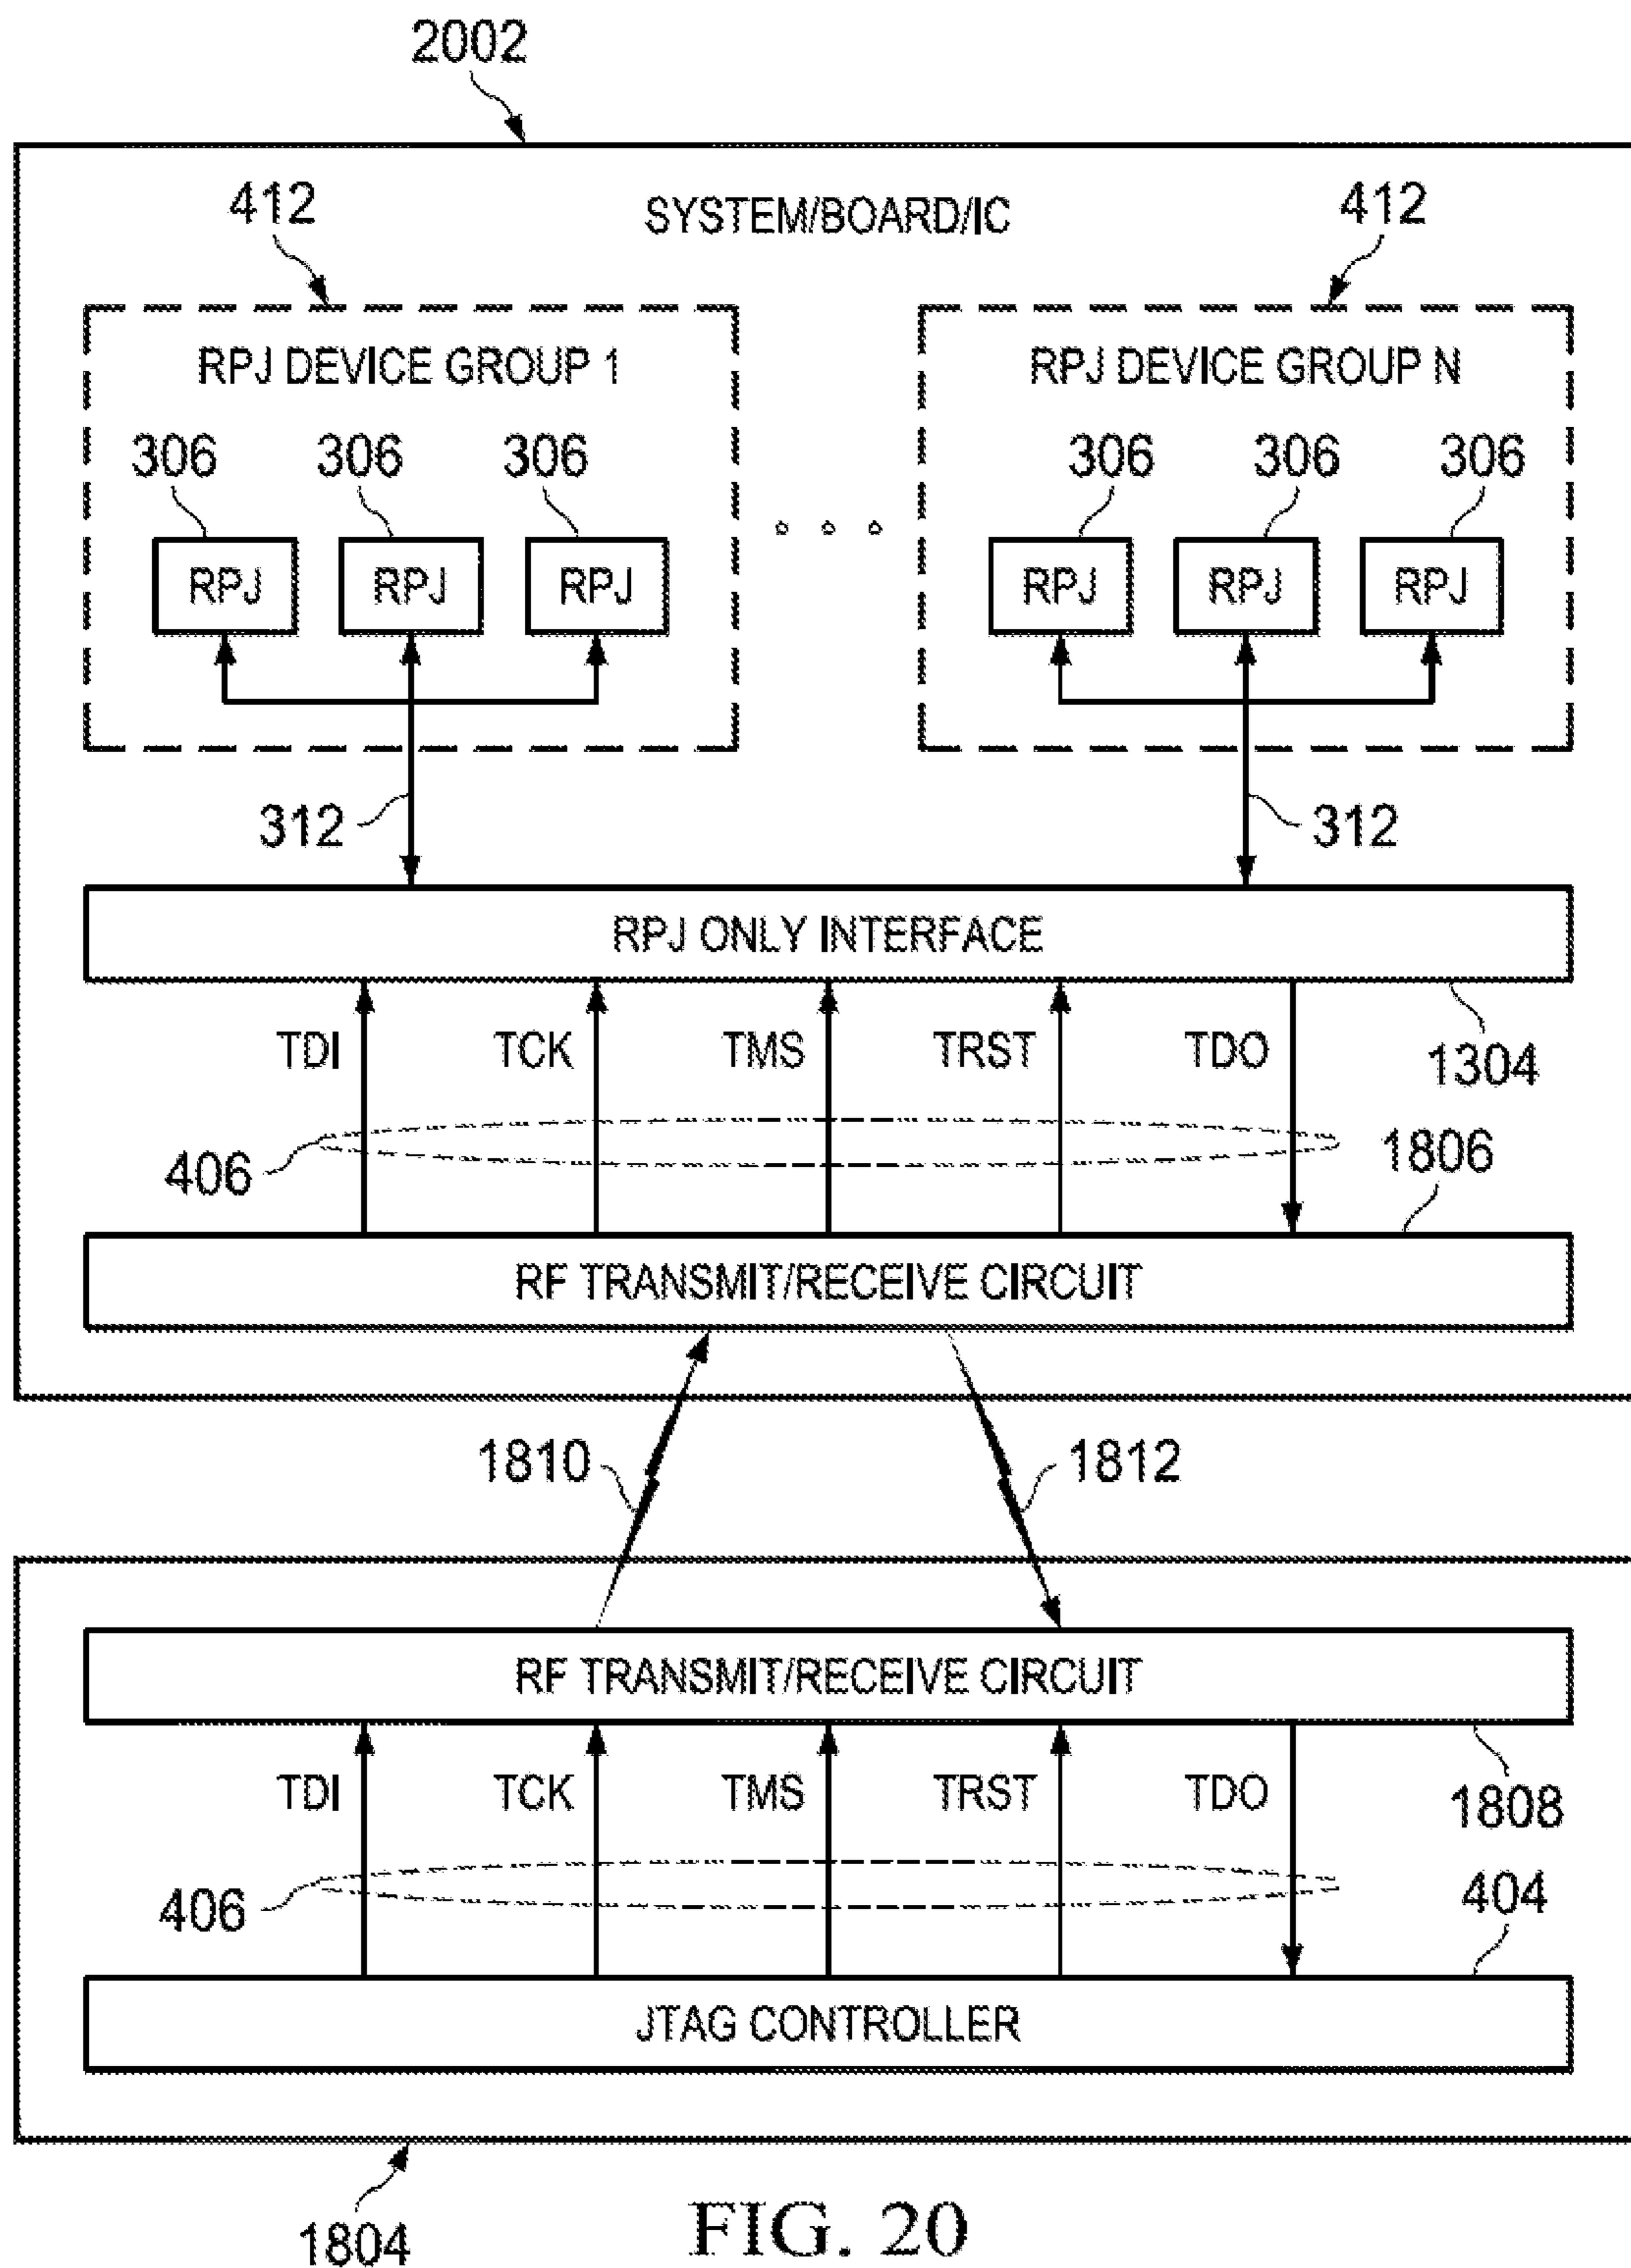 2002
412 SYSTEM/BOARD/IC 412
RPJ DEVICE GROUP 1 RPJ DEVICE GROUP N
306 306 306 306 306 306
RPJ RPJ RPJ RPJ RPJ RPJ
312 312
RPJ ONLY INTERFACE
TDI TCK TMS TRST TDO 1304
406 1806
RF TRANSMIT/RECEIVE CIRCUIT
1810 1812
RF TRANSMIT/RECEIVE CIRCUIT
TDI TCK TMS TRST TDO 1808
406 404
JTAG CONTROLLER
1804 FIG. 20